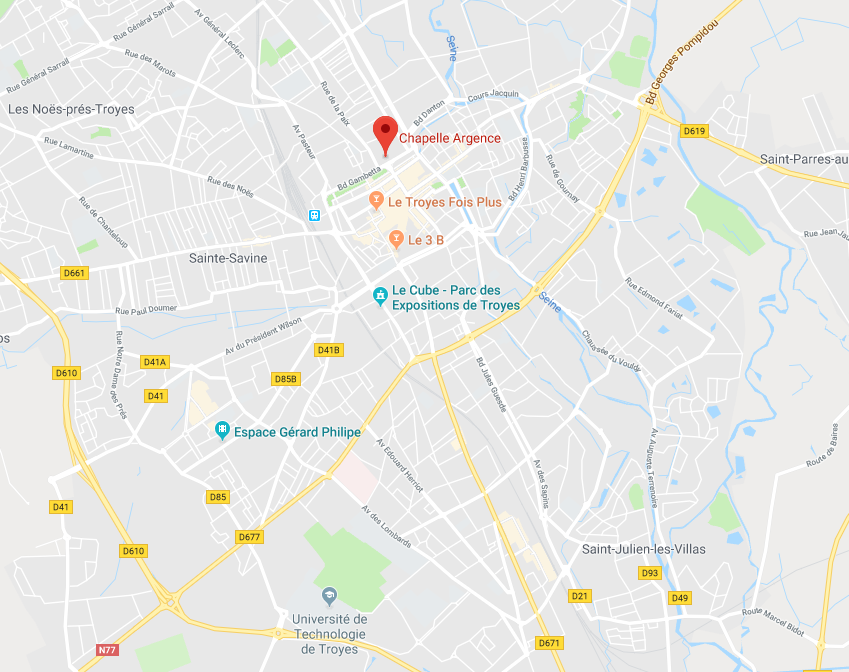 Rue Général Sarrail
Av Général Leclerc
Seine
Bd Georges Pompidou
Rue des Marots
Rue Général Sarrail
Rue de la Paix
Cours Jacquin
Bd Danton
Les Noës-prés-Troyes
Av Pasteur
Chapelle Argence
D619
Rue Lamartine
Bd Henri Barbusse
Saint-Parres-au
Rue des Noës
Bd Gambetta
Rue de Gournay
Le Troyes Fois Plus
Rue de Chanteloup
Rue Jean Jau
Le 3 B
Sainte-Savine
D661
Le Cube - Parc des
Expositions de Troyes
Seine
Rue Edmond Fariat
Rue Paul Doumer
os
Av du Président Wilson
Chaussée du Vouldy
D41B
Rue Notre Dame des Prés
D41A
D610
D85B
Bd Jules Guesde
D41
Espace Gérard Philipe
Av Edouard Herriot
Av Auguste Terrenoire
Route de Baires
Av des Sapins
D85
D41
Av des Lombards
D677
D610
Saint-Julien-les-Villas
D93
D21
D49
Université de
Technologie
de Troyes
Route Marcel Bidot
D671
N77